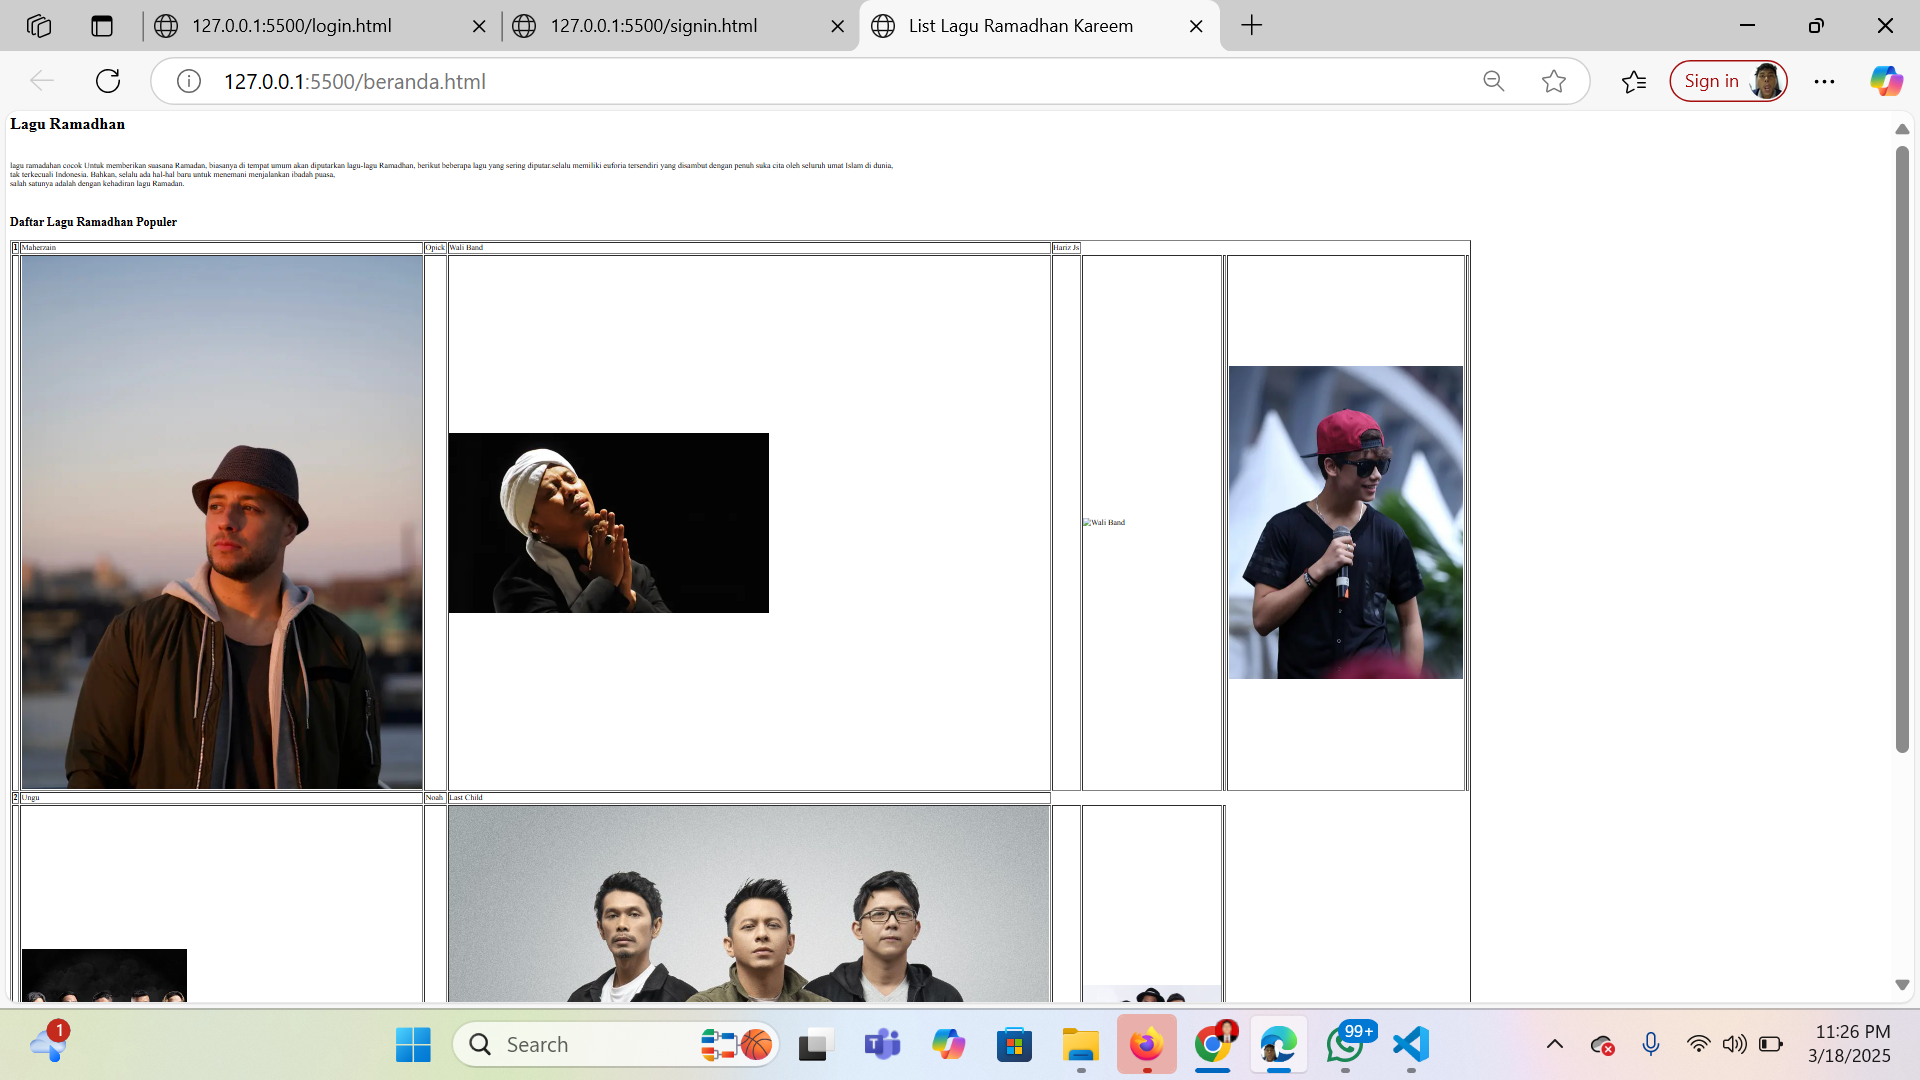 127.0.0.1:5500/login.html
127.0.0.1:5500/signin.html
List Lagu Ramadhan Kareem
127.0.0.1:5500/beranda.html
Sign in
Lagu Ramadhan
lagu ramadahan cocok Untuk memberikan suasana Ramadan, biasanya di tempat umum akan diputarkan lagu-lagu Ramadhan, berikut beberapa lagu yang sering diputar.selalu memiliki euforia tersendiri yang disambut dengan penuh suka cita oleh seluruh umat Islam di dunia,
tak terkecuali Indonesia. Bahkan, selalu ada hal-hal baru untuk menemani menjalankan ibadah puasa,
salah satunya adalah dengan kehadiran lagu Ramadan.
Daftar Lagu Ramadhan Populer
1 Maherzain Opick Wali Band Hariz Js
Wali Band
2 Ungu Noah Last Child
1
Search
99+
11:26 PM
3/18/2025